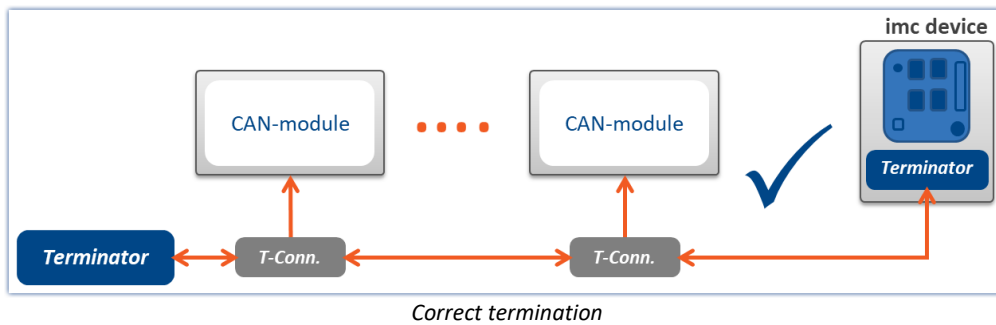 imc device
CAN-module
CAN-module
Terminator
Terminator
T-Conn.
T-Conn.
Correct termination